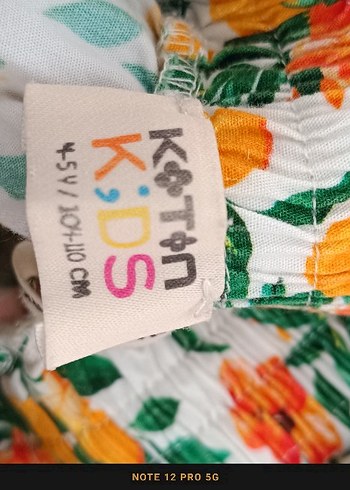 KOTON
KiDS
4-5 Y / 104-110 CM
NOTE 12 PRO 5G